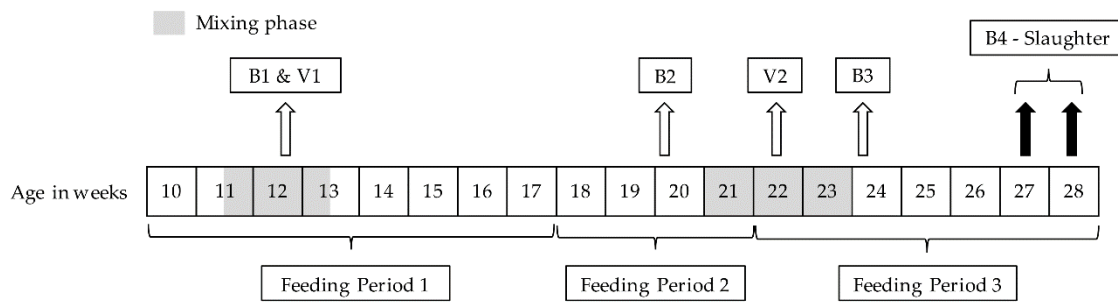 Mixing phase
B4 - Slaughter
B1 & V1
B2
V2
B3
Age in weeks
10 11 12 13 14 15 16 17 18 19 20 21 22 23 24 25 26 27 28
Feeding Period 1
Feeding Period 2
Feeding Period 3